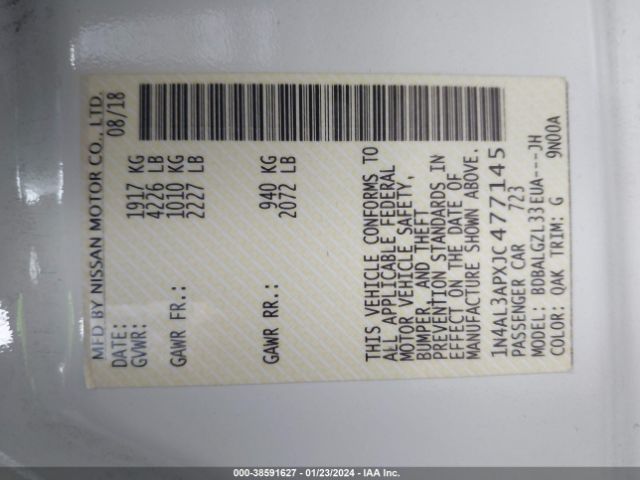 MFD BY NISSAN MOTOR CO., LTD.
DATE: 08/18
GVWR: 1917 KG
4226 LB
GAWR FR.: 1010 KG
2227 LB
GAWR RR.: 940 KG
2072 LB
THIS VEHICLE CONFORMS TO
ALL APPLICABLE FEDERAL
MOTOR VEHICLE SAFETY,
BUMPER, AND THEFT
PREVENTION STANDARDS IN
EFFECT ON THE DATE OF
MANUFACTURE SHOWN ABOVE.
1N4AL3APXJC477145
PASSENGER CAR 723
MODEL: BDBALGZL33EUA---JH
COLOR: QAK TRIM: G 9N00A
000-38591627 - 01/23/2024 - IAA Inc.